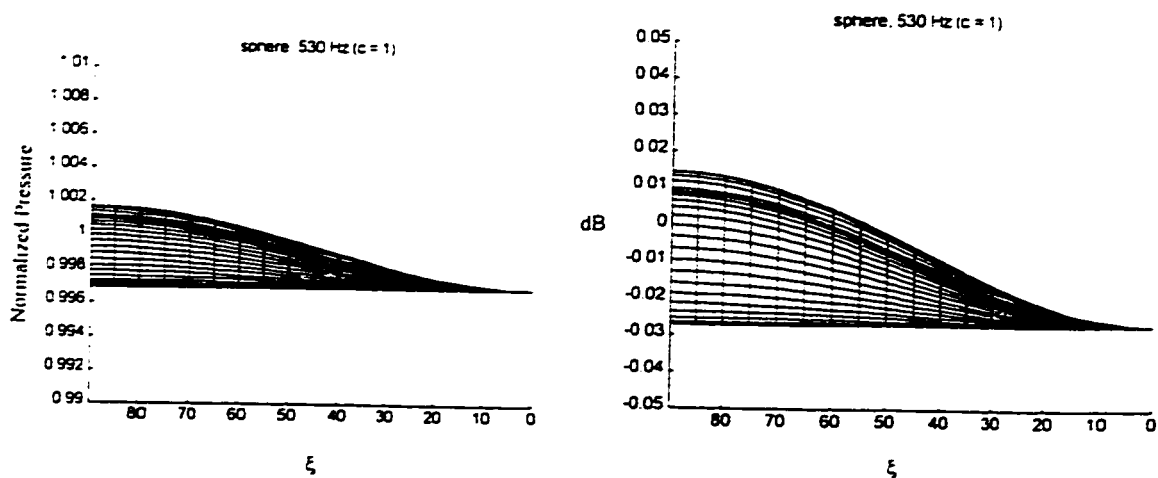 sphere 530 Hz (c = 1)
1.01
1.008
1.006
1.004
1.002
1
0.998
0.996
0.994
0.992
0.99
Normalized Pressure
80 70 60 50 40 30 20 10 0
ξ
sphere, 530 Hz (c = 1)
0.05
0.04
0.03
0.02
0.01
0
-0.01
-0.02
-0.03
-0.04
-0.05
dB
80 70 60 50 40 30 20 10 0
ξ